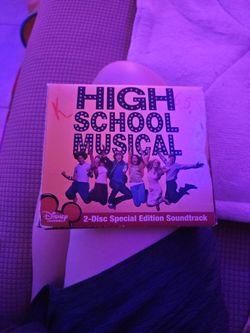 HIGH
SCHOOL
MUSICAL
Disney
2-Disc Special Edition Soundtrack